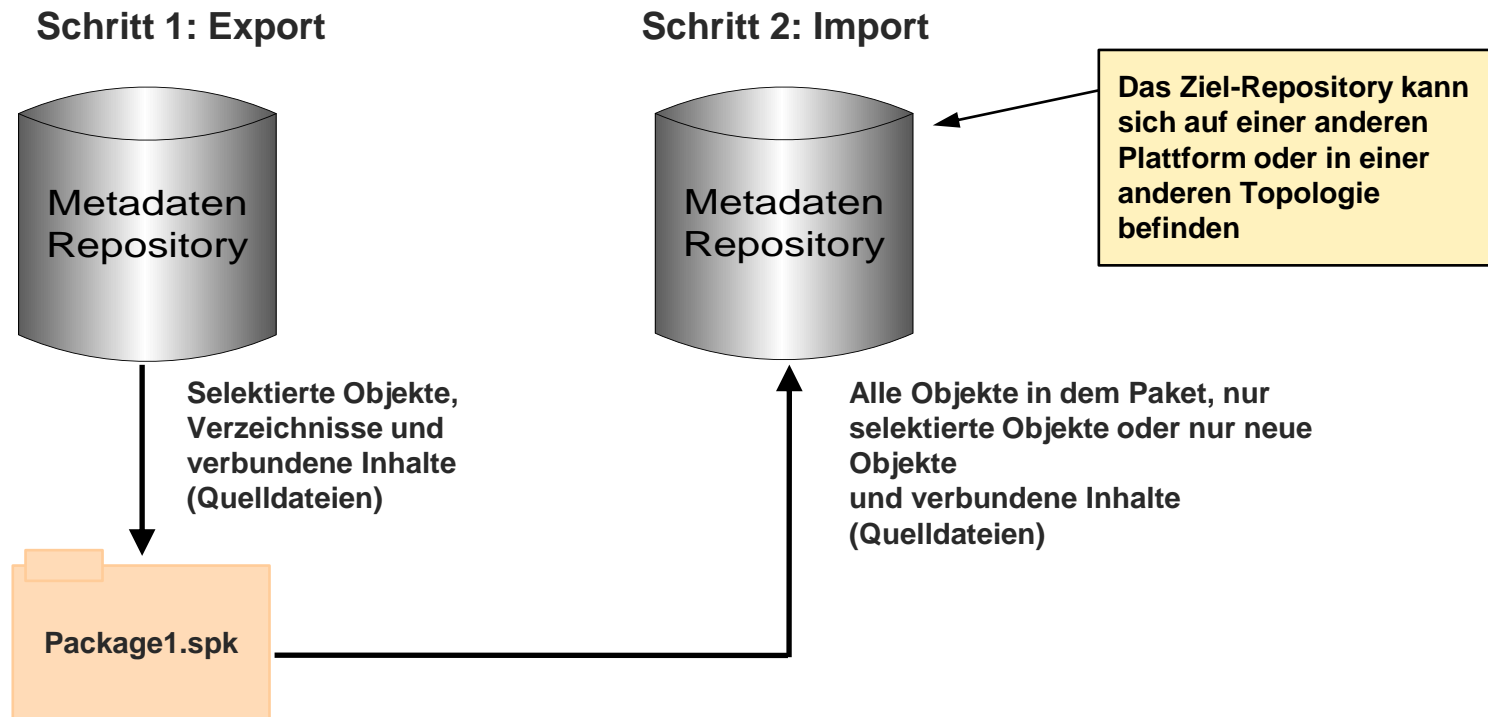 Schritt 1: Export
Schritt 2: Import
Metadaten
Repository
Metadaten
Repository
Das Ziel-Repository kann
sich auf einer anderen
Plattform oder in einer
anderen Topologie
befinden
Selektierte Objekte,
Verzeichnisse und
verbundene Inhalte
(Quelldateien)
Alle Objekte in dem Paket, nur
selektierte Objekte oder nur neue
Objekte
und verbundene Inhalte
(Quelldateien)
Package1.spk